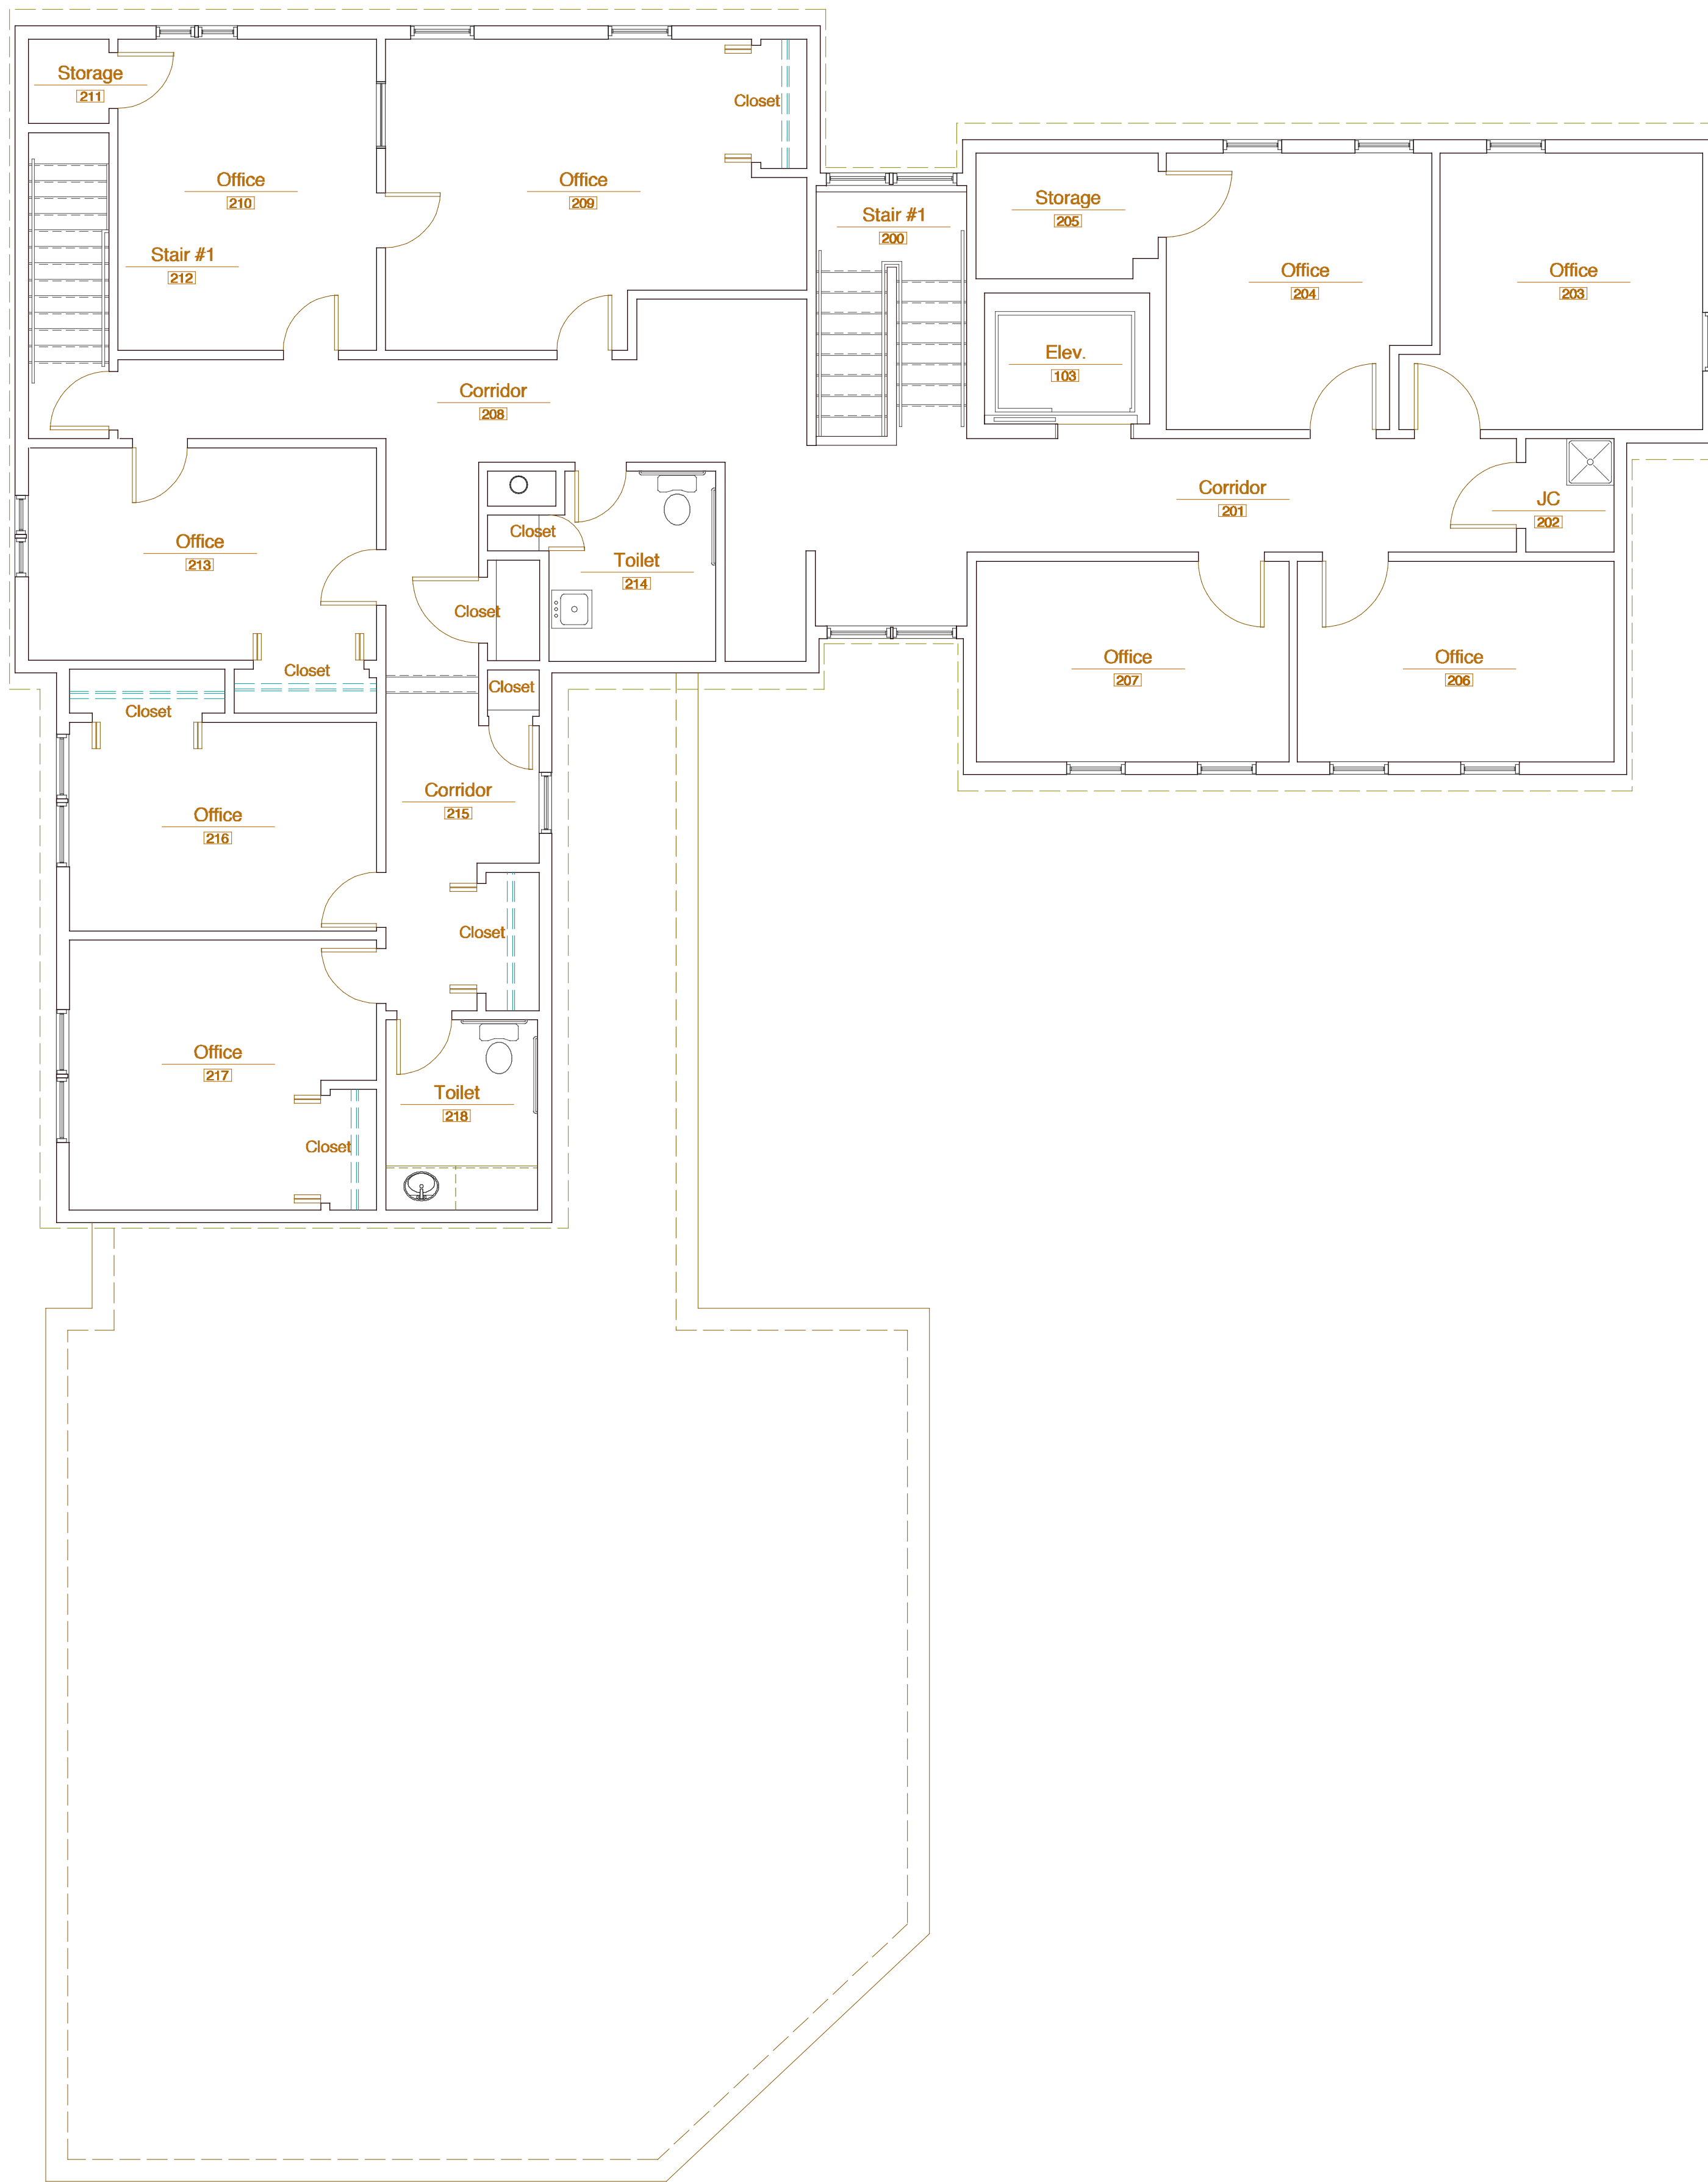 Storage
211
Closet
Office
210
Office
209
Storage
205
Stair #1
200
Stair #1
212
Office
204
Office
203
Elev.
103
Corridor
208
Corridor
201
JC
202
Closet
Office
213
Toilet
214
Closet
Office
207
Office
206
Closet
Closet
Closet
Corridor
215
Office
216
Closet
Office
217
Toilet
218
Closet